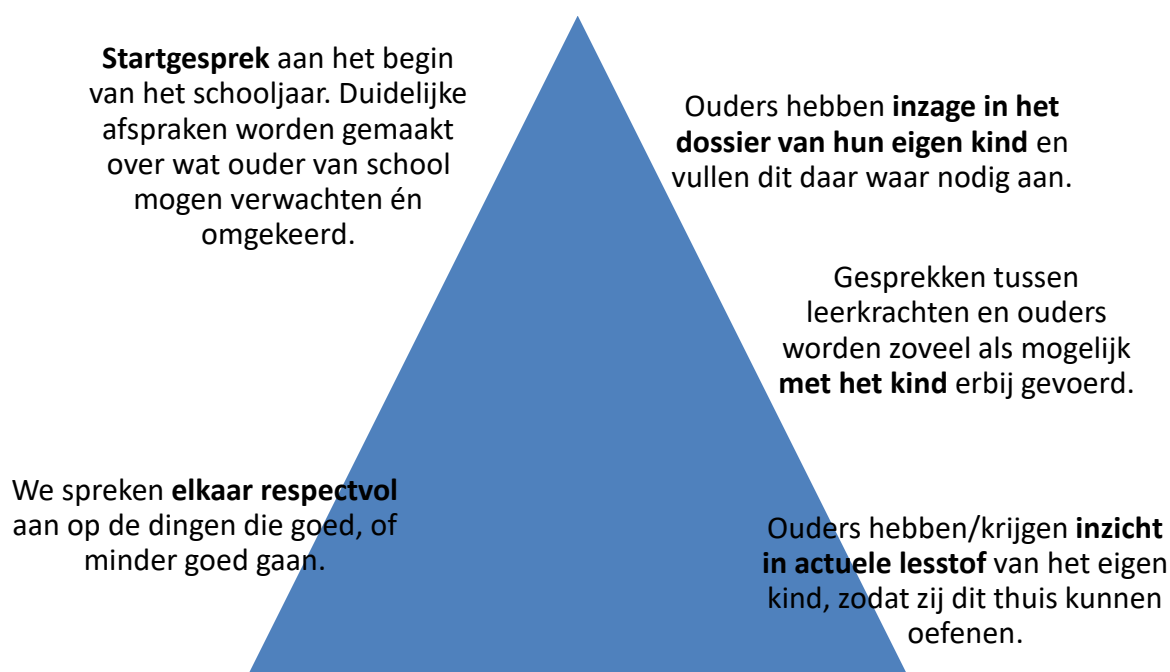 Startgesprek aan het begin
van het schooljaar. Duidelijke
afspraken worden gemaakt
over wat ouder van school
mogen verwachten én
omgekeerd.
Ouders hebben inzage in het
dossier van hun eigen kind en
vullen dit daar waar nodig aan.
Gesprekken tussen
leerkrachten en ouders
worden zoveel als mogelijk
met het kind erbij gevoerd.
We spreken elkaar respectvol
aan op de dingen die goed, of
minder goed gaan.
Ouders hebben/krijgen inzicht
in actuele lesstof van het eigen
kind, zodat zij dit thuis kunnen
oefenen.